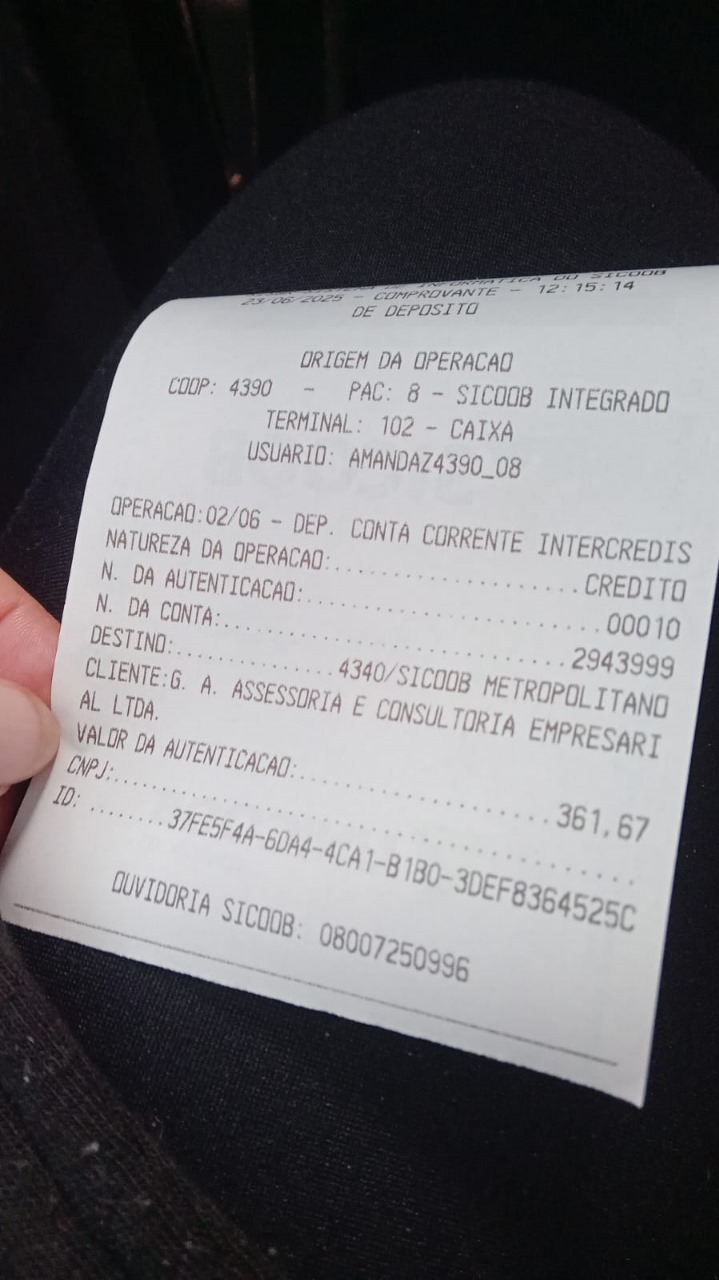 INFORMATICA DO SICOOB
23/06/2025 - COMPROVANTE - 12:15:14
DE DEPOSITO
ORIGEM DA OPERACAO
COOP: 4390 - PAC: 8 - SICOOB INTEGRADO
TERMINAL: 102 - CAIXA
USUARIO: AMANDAZ4390_08
OPERACAO:02/06 - DEP. CONTA CORRENTE INTERCREDIS
NATUREZA DA OPERACAO:......................CREDITO
N. DA AUTENTICACAO:..........................00010
N. DA CONTA:...............................2943999
DESTINO:...............4340/SICOOB METROPOLITANO
CLIENTE:G. A. ASSESSORIA E CONSULTORIA EMPRESARI
AL LTDA.
VALOR DA AUTENTICACAO:......................361,67
CNPJ:.............................................
ID: ........37FE5F4A-6DA4-4CA1-B1B0-3DEF8364525C
OUVIDORIA SICOOB: 08007250996